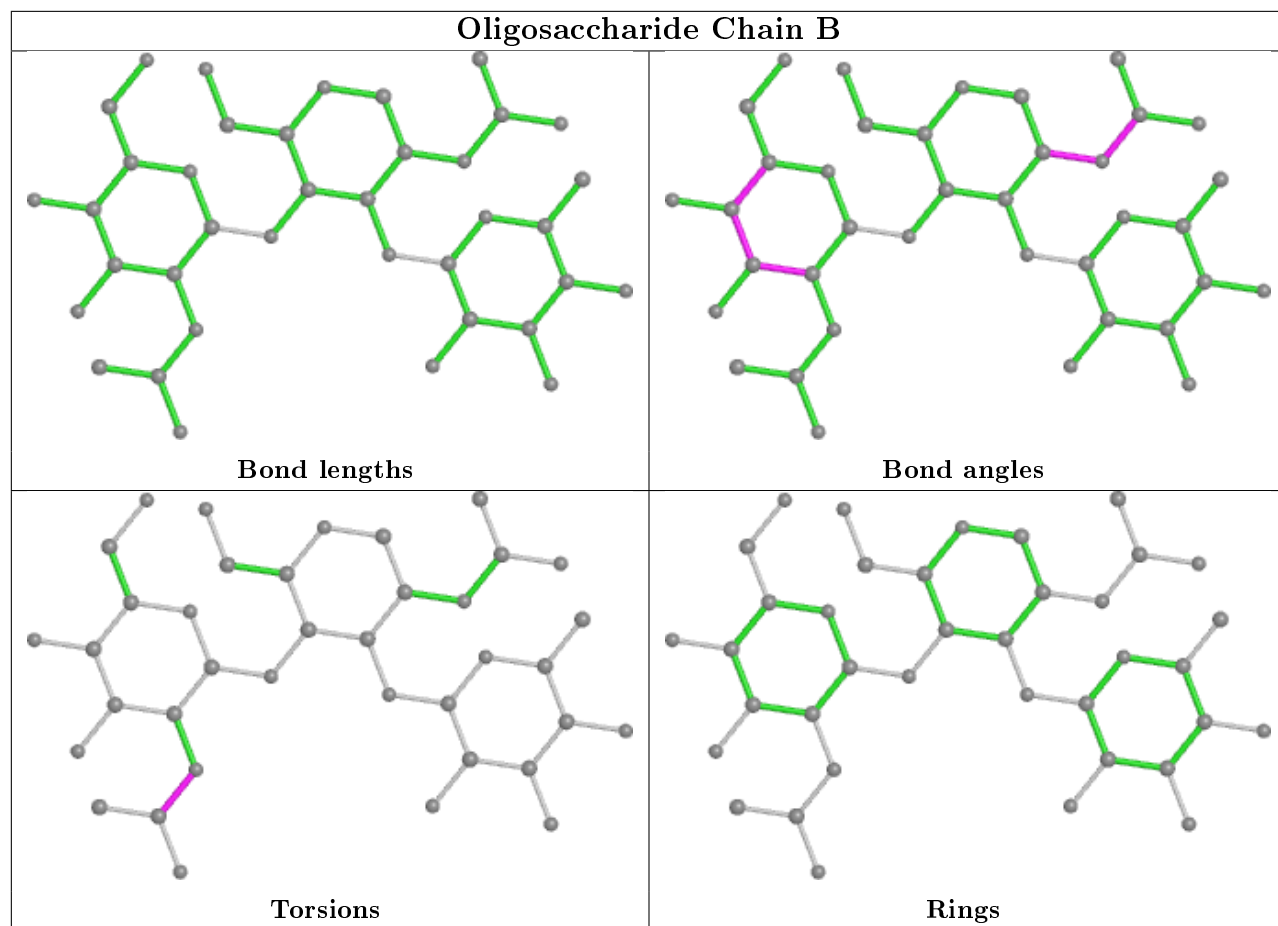 Oligosaccharide Chain B
Bond lengths
Bond angles
Torsions
Rings